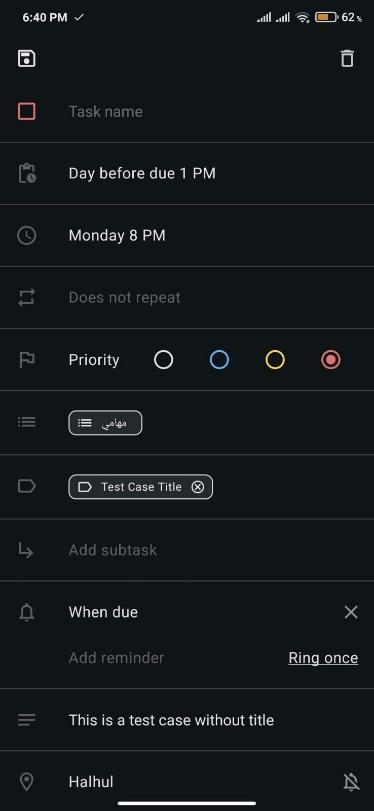 6:40 PM
62%
Task name
Day before due 1 PM
Monday 8 PM
Does not repeat
Priority
مهامي
Test Case Title
Add subtask
When due
Add reminder
Ring once
This is a test case without title
Halhul